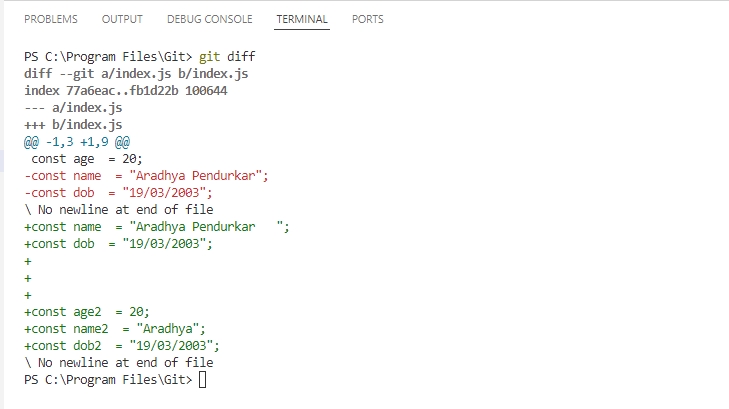 PROBLEMS OUTPUT DEBUG CONSOLE TERMINAL PORTS
PS C:\Program Files\Git> git diff
diff --git a/index.js b/index.js
index 77a6eac..fb1d22b 100644
--- a/index.js
+++ b/index.js
@@ -1,3 +1,9 @@
 const age  = 20;
-const name  = "Aradhya Pendurkar";
-const dob  = "19/03/2003";
\ No newline at end of file
+const name  = "Aradhya Pendurkar   ";
+const dob  = "19/03/2003";
+
+
+
+const age2  = 20;
+const name2  = "Aradhya";
+const dob2  = "19/03/2003";
\ No newline at end of file
PS C:\Program Files\Git>